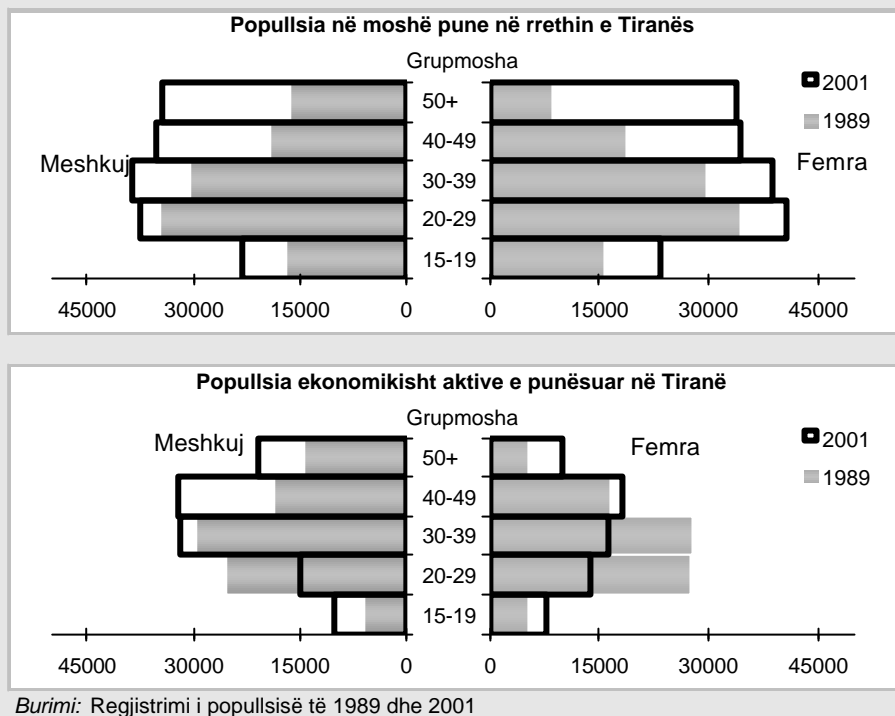 Popullsia në moshë pune në rrethin e Tiranës
Grupmosha
2001
1989
Meshkuj
Femra
50+
40-49
30-39
20-29
15-19
45000 30000 15000 0 0 15000 30000 45000
Popullsia ekonomikisht aktive e punësuar në Tiranë
Grupmosha
2001
1989
Meshkuj
Femra
50+
40-49
30-39
20-29
15-19
45000 30000 15000 0 0 15000 30000 45000
Burimi: Regjistrimi i popullsisë të 1989 dhe 2001